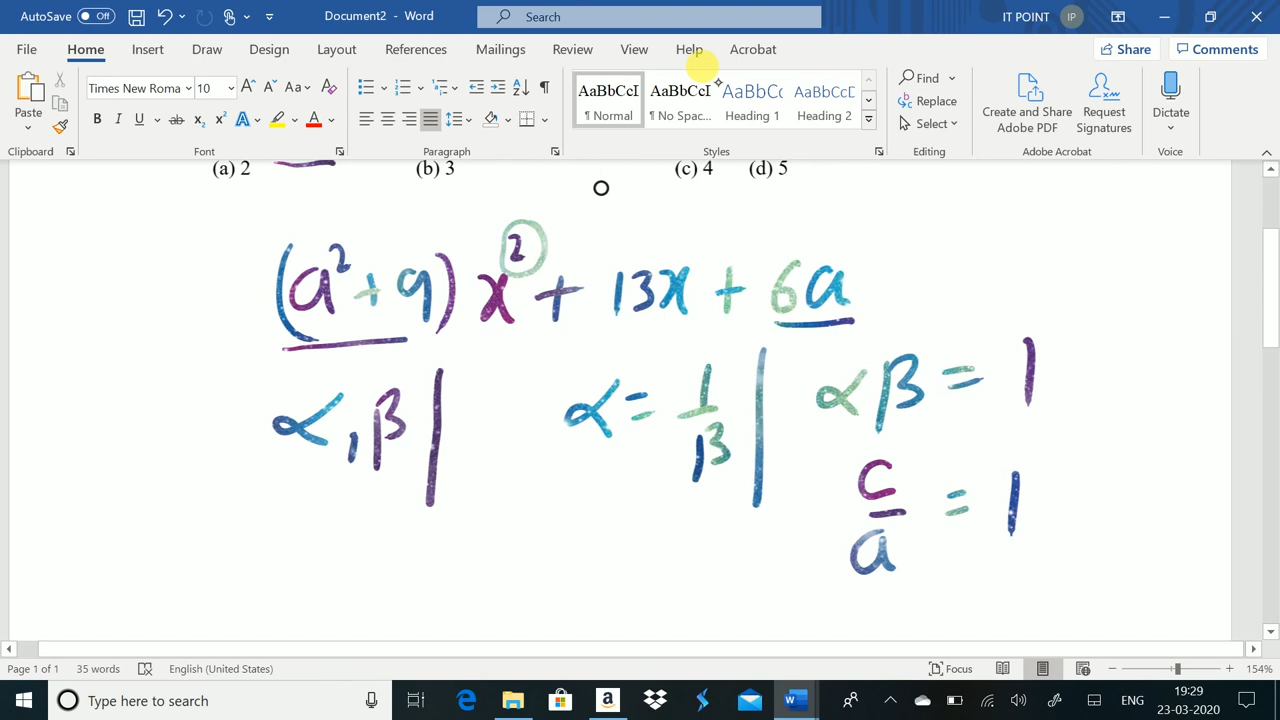 AutoSave Off Document2 - Word Search IT POINT IP
File Home Insert Draw Design Layout References Mailings Review View Help Acrobat Share Comments
Paste Times New Roma 10 Aa AaBbCcI AaBbCcI AaBbCc AaBbCcD Find Replace Select Create and Share Adobe PDF Request Signatures Dictate
¶ Normal ¶ No Spac... Heading 1 Heading 2
Clipboard Font Paragraph Styles Editing Adobe Acrobat Voice
(a) 2 (b) 3 (c) 4 (d) 5
(a² + 9) x² + 13x + 6a
α, β | α = 1/β | αβ = 1
c/a = 1
Page 1 of 1 35 words English (United States) Focus 154%
Type here to search ENG 19:29
23-03-2020